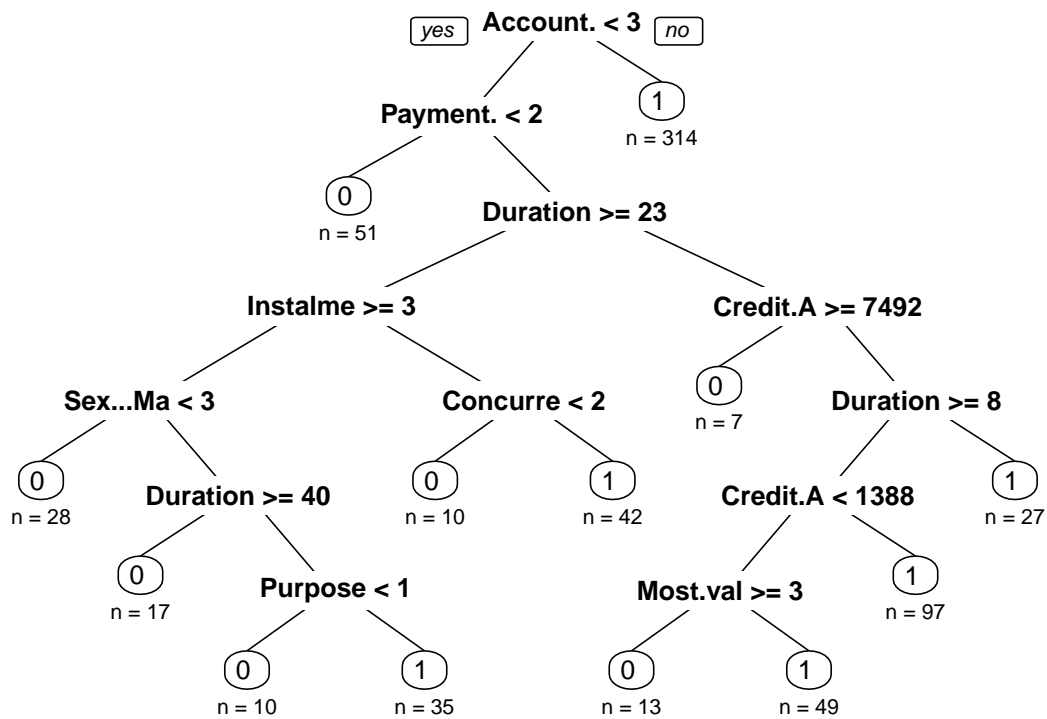 yes Account. < 3 no
Payment. < 2
1
n = 314
0
n = 51
Duration >= 23
Instalme >= 3
Credit.A >= 7492
0
n = 7
Sex...Ma < 3
Concurre < 2
Duration >= 8
0
n = 28
Duration >= 40
0
n = 10
1
n = 42
Credit.A < 1388
1
n = 27
0
n = 17
Purpose < 1
Most.val >= 3
1
n = 97
0
n = 10
1
n = 35
0
n = 13
1
n = 49